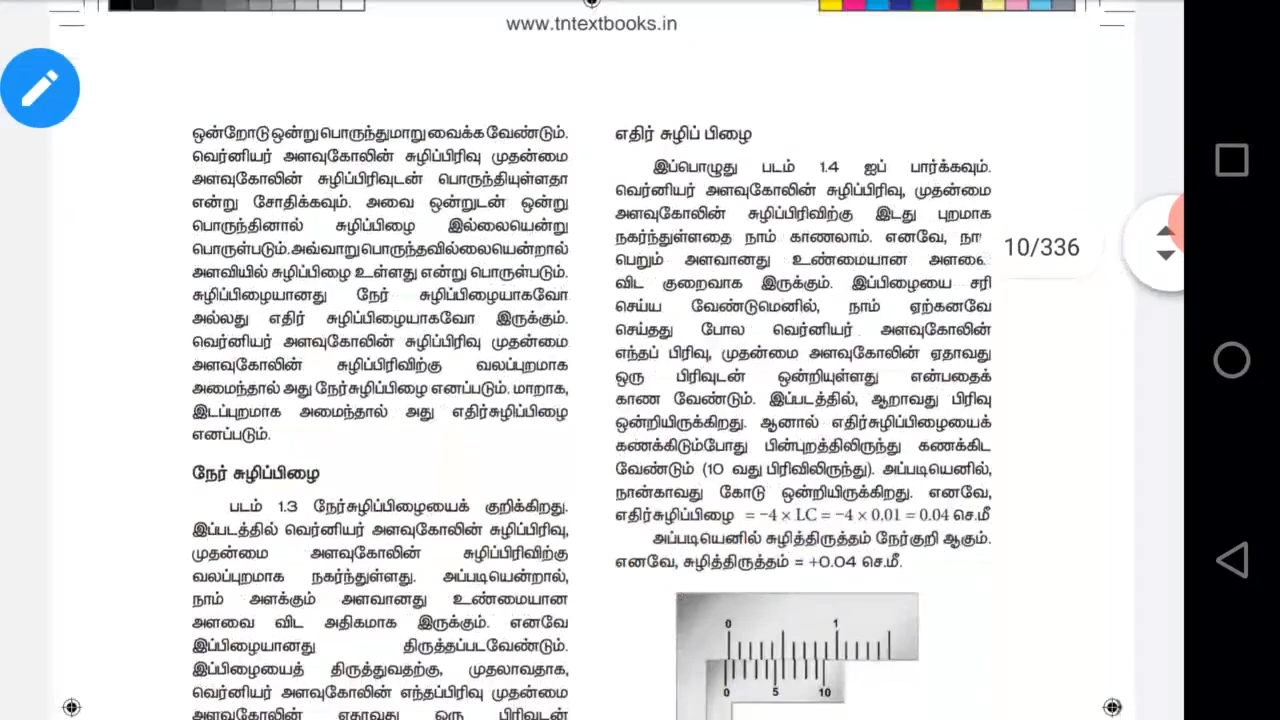 www.tntextbooks.in
ஒன்றோடு ஒன்று பொருந்துமாறு வைக்க வேண்டும்.
வெர்னியர் அளவுகோலின் சுழிப்பிரிவு முதன்மை
அளவுகோலின் சுழிப்பிரிவுடன் பொருந்தியுள்ளதா
என்று சோதிக்கவும். அவை ஒன்றுடன் ஒன்று
பொருந்தினால் சுழிப்பிழை இல்லையென்று
பொருள்படும். அவ்வாறு பொருந்தவில்லையென்றால்
அளவியில் சுழிப்பிழை உள்ளது என்று பொருள்படும்.
சுழிப்பிழையானது நேர் சுழிப்பிழையாகவோ
அல்லது எதிர் சுழிப்பிழையாகவோ இருக்கும்.
வெர்னியர் அளவுகோலின் சுழிப்பிரிவு முதன்மை
அளவுகோலின் சுழிப்பிரிவிற்கு வலப்புறமாக
அமைந்தால் அது நேர்சுழிப்பிழை எனப்படும். மாறாக,
இடப்புறமாக அமைந்தால் அது எதிர்சுழிப்பிழை
எனப்படும்.
நேர் சுழிப்பிழை
படம் 1.3 நேர்சுழிப்பிழையைக் குறிக்கிறது.
இப்படத்தில் வெர்னியர் அளவுகோலின் சுழிப்பிரிவு,
முதன்மை அளவுகோலின் சுழிப்பிரிவிற்கு
வலப்புறமாக நகர்ந்துள்ளது. அப்படியென்றால்,
நாம் அளக்கும் அளவானது உண்மையான
அளவை விட அதிகமாக இருக்கும். எனவே
இப்பிழையானது திருத்தப்படவேண்டும்.
இப்பிழையைத் திருத்துவதற்கு, முதலாவதாக,
வெர்னியர் அளவுகோலின் எந்தப்பிரிவு முதன்மை
அளவுகோலின் ஏதாவது ஒரு பிரிவுடன்
எதிர் சுழிப் பிழை
இப்பொழுது படம் 1.4 ஐப் பார்க்கவும்.
வெர்னியர் அளவுகோலின் சுழிப்பிரிவு, முதன்மை
அளவுகோலின் சுழிப்பிரிவிற்கு இடது புறமாக
நகர்ந்துள்ளதை நாம் காணலாம். எனவே,
பெறும் அளவானது உண்மையான
விட குறைவாக இருக்கும். இப்பிழையை சரி
செய்ய வேண்டுமெனில், நாம் ஏற்கனவே
செய்தது போல வெர்னியர் அளவுகோலின்
எந்தப் பிரிவு, முதன்மை அளவுகோலின் ஏதாவது
ஒரு பிரிவுடன் ஒன்றியுள்ளது என்பதைக்
காண வேண்டும். இப்படத்தில், ஆறாவது பிரிவு
ஒன்றியிருக்கிறது. ஆனால் எதிர்சுழிப்பிழையைக்
கணக்கிடும்போது பின்புறத்திலிருந்து கணக்கிட
வேண்டும் (10 வது பிரிவிலிருந்து). அப்படியெனில்,
நான்காவது கோடு ஒன்றியிருக்கிறது. எனவே,
எதிர்சுழிப்பிழை = −4 × LC = −4 × 0.01 = 0.04 செ.மீ
அப்படியெனில் சுழித்திருத்தம் நேர்குறி ஆகும்.
எனவே, சுழித்திருத்தம் = +0.04 செ.மீ.
0 1
0 5 10
10/336